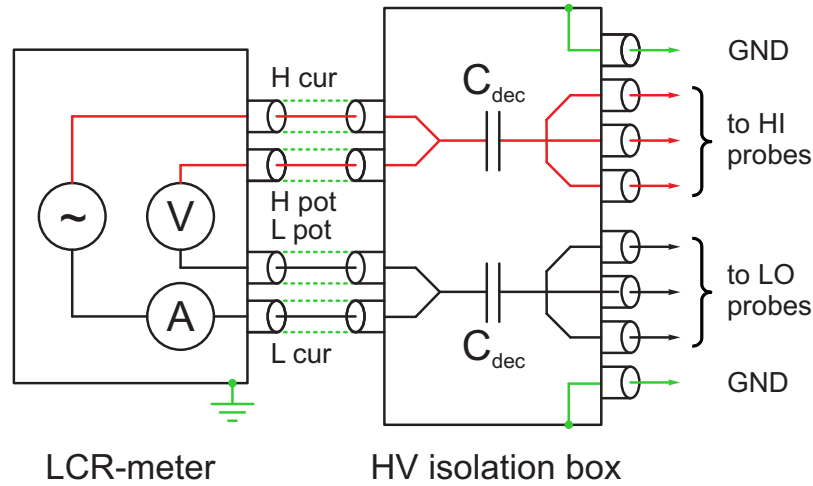 H cur
C dec
GND
to HI
probes
~
V
H pot
L pot
A
L cur
C dec
to LO
probes
GND
LCR-meter
HV isolation box